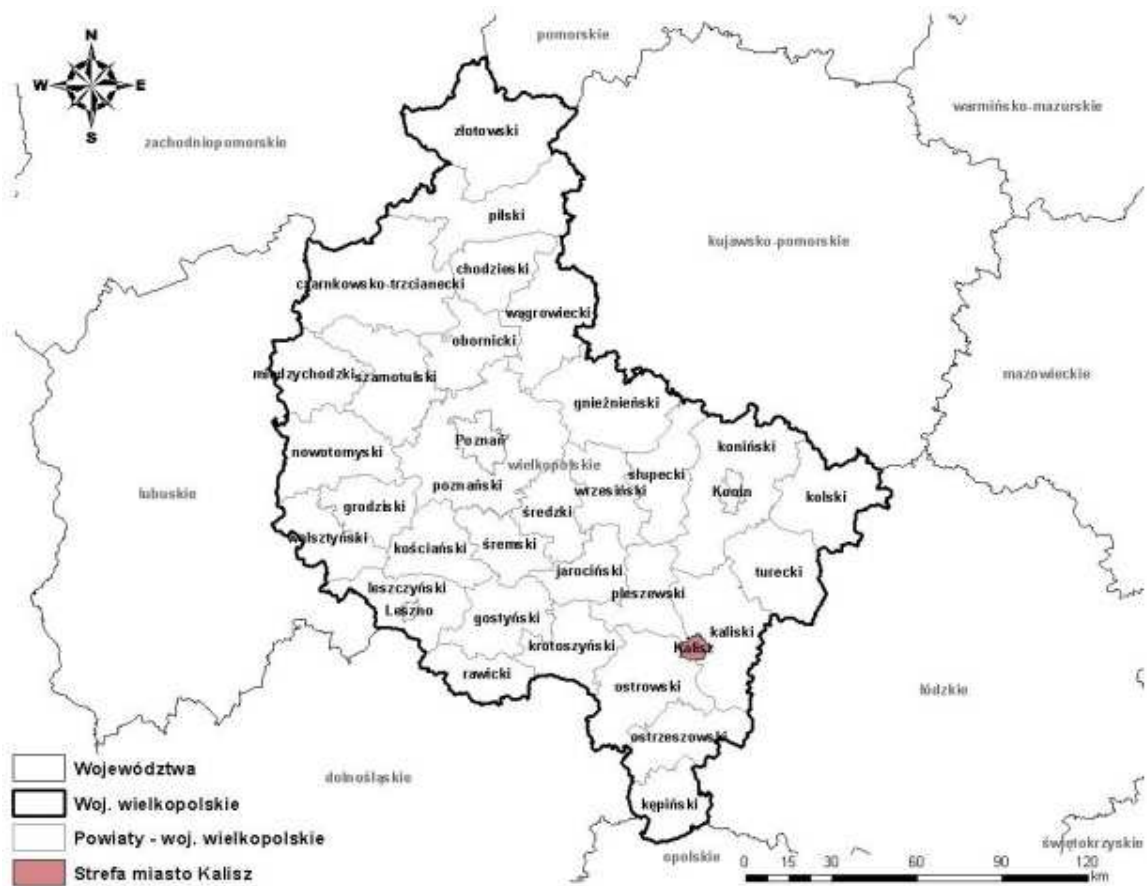 pomorskie
N
W E
S
warmińsko-mazurskie
zachodniopomorskie
złotowski
pilski
kujawsko-pomorskie
chodzieski
czarnkowsko-trzcianecki
wągrowiecki
obornicki
międzychodzki
szamotulski
mazowieckie
gnieźnieński
Poznań
koniński
nowotomyski
wielkopolskie
słupecki
lubuskie
poznański
wrzesiński
Konin
kolski
grodziski
średzki
wolsztyński
kościański
śremski
jarociński
turecki
leszczyński
pleszewski
Leszno
gostyński
kaliski
krotoszyński
Kalisz
rawicki
ostrowski
łódzkie
ostrzeszowski
dolnośląskie
kępiński
opolskie
świętokrzyskie
Województwa
Woj. wielkopolskie
Powiaty - woj. wielkopolskie
Strefa miasto Kalisz
0 15 30 60 90 120
km